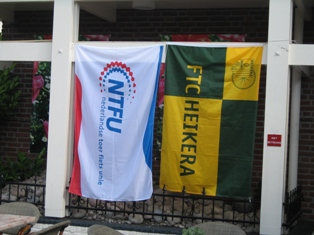 NTFU
nederlandse toer fiets unie
FTC HEIKERA